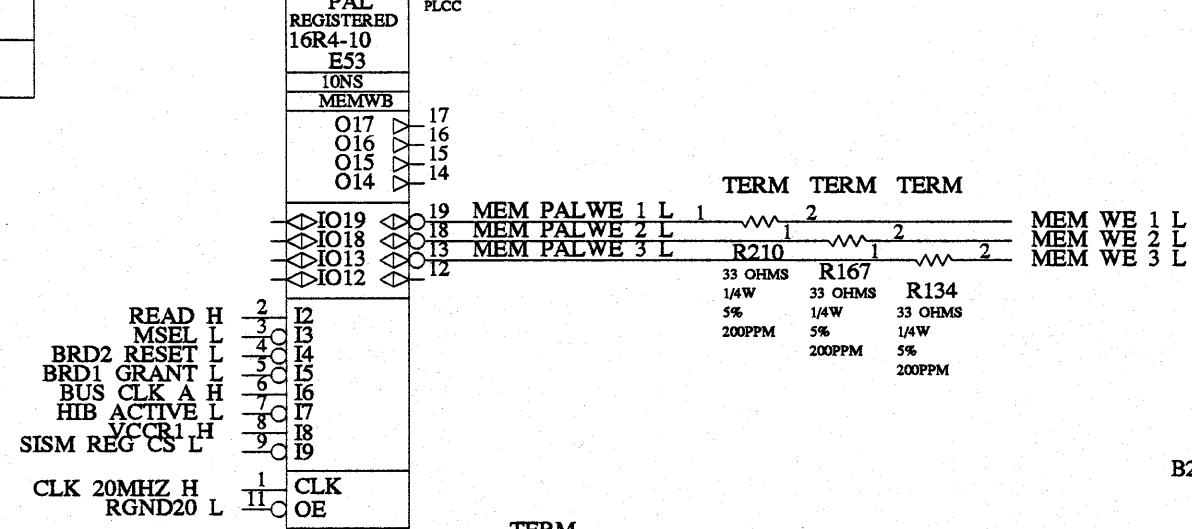 PAL
PLCC
REGISTERED
16R4-10
E53
10NS
MEMWB
O17 17
O16 16
O15 15
O14 14
TERM TERM TERM
IO19 19 MEM PALWE 1 L 1 2 MEM WE 1 L
IO18 18 MEM PALWE 2 L 1 2 MEM WE 2 L
IO13 13 MEM PALWE 3 L 1 2 MEM WE 3 L
IO12 12
R210
33 OHMS
1/4W
5%
200PPM
R167
33 OHMS
1/4W
5%
200PPM
R134
33 OHMS
1/4W
5%
200PPM
READ H 2 I2
MSEL L 3 I3
BRD2 RESET L 4 I4
BRD1 GRANT L 5 I5
BUS CLK A H 6 I6
HIB ACTIVE L 7 I7
VCCR1 H 8 I8
SISM REG CS L 9 I9
B2
CLK 20MHZ H 1 CLK
RGND20 L 11 OE
TERM